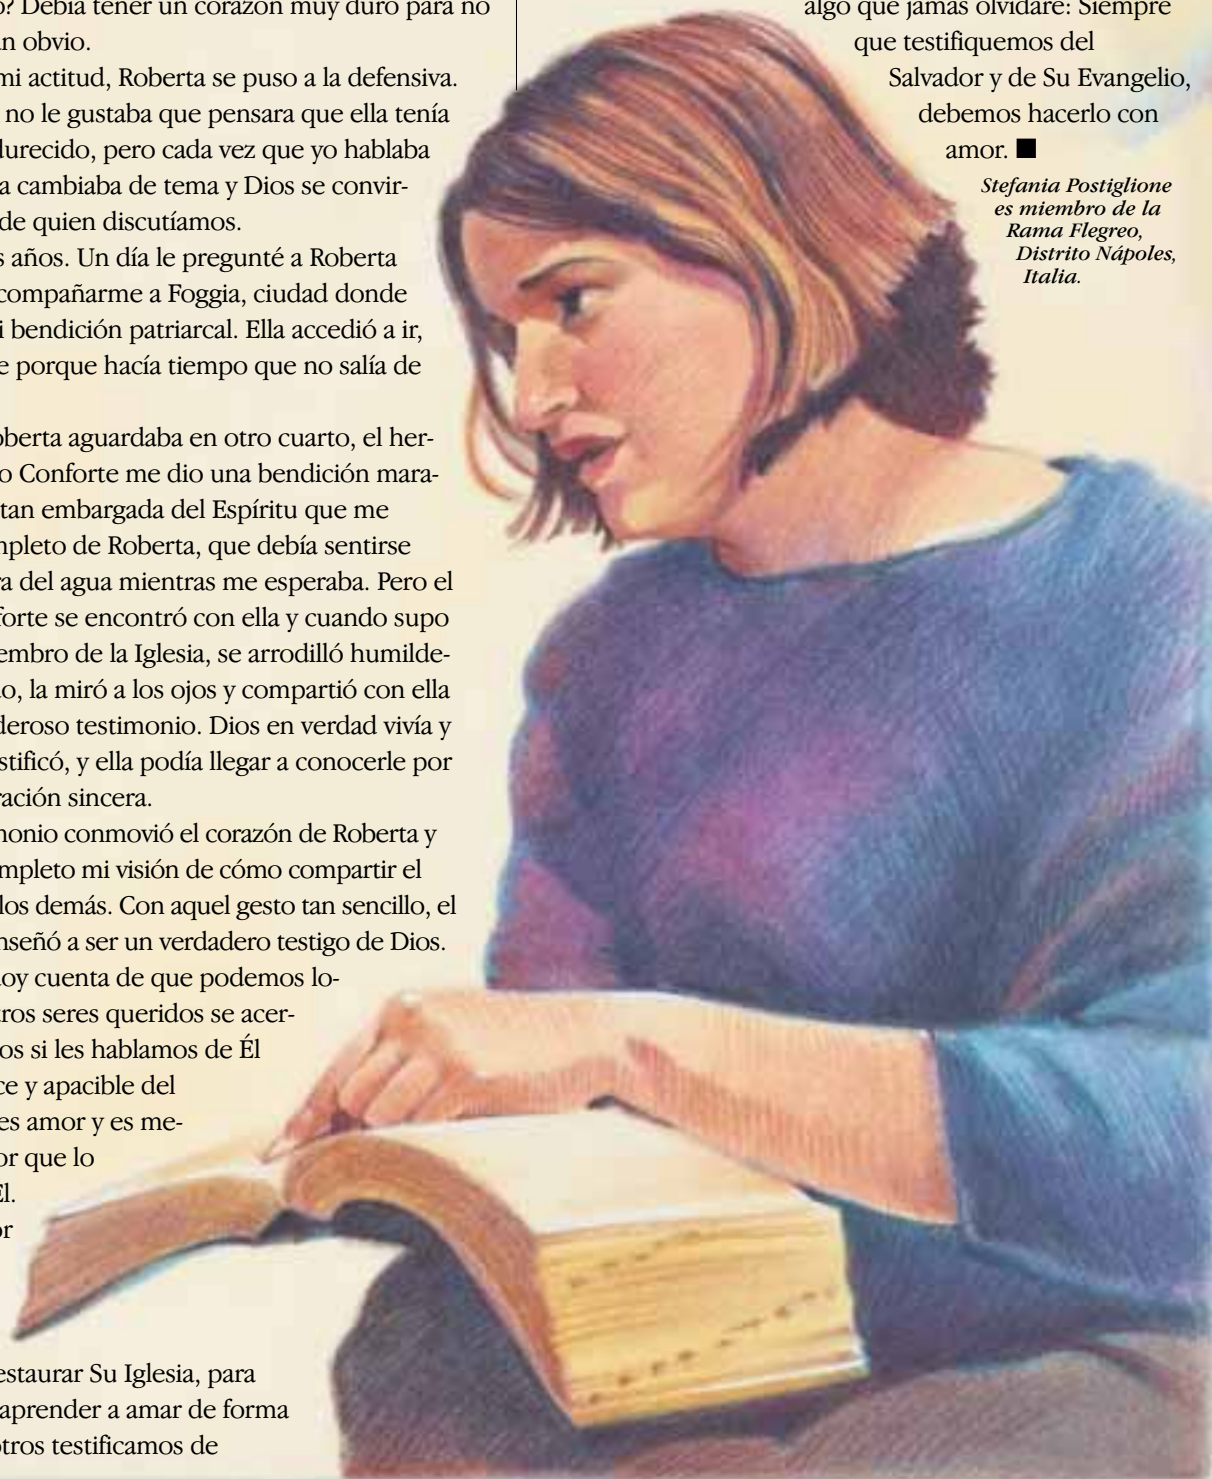 o? Debía tener un corazón muy duro para no
an obvio.
mi actitud, Roberta se puso a la defensiva.
no le gustaba que pensara que ella tenía
durecido, pero cada vez que yo hablaba
a cambiaba de tema y Dios se convir-
de quien discutíamos.
s años. Un día le pregunté a Roberta
compañarme a Foggia, ciudad donde
i bendición patriarcal. Ella accedió a ir,
e porque hacía tiempo que no salía de
oberta aguardaba en otro cuarto, el her-
o Conforte me dio una bendición mara-
tan embargada del Espíritu que me
mpleto de Roberta, que debía sentirse
ra del agua mientras me esperaba. Pero el
forte se encontró con ella y cuando supo
embro de la Iglesia, se arrodilló humilde-
o, la miró a los ojos y compartió con ella
deroso testimonio. Dios en verdad vivía y
stificó, y ella podía llegar a conocerle por
ración sincera.
nonio conmovió el corazón de Roberta y
mpleto mi visión de cómo compartir el
los demás. Con aquel gesto tan sencillo, el
nseñó a ser un verdadero testigo de Dios.
doy cuenta de que podemos lo-
tros seres queridos se acer-
os si les hablamos de Él
ce y apacible del
es amor y es me-
or que lo
Él.
or
estaurar Su Iglesia, para
aprender a amar de forma
otros testificamos de
algo que jamás olvidaré: Siempre
que testifiquemos del
Salvador y de Su Evangelio,
debemos hacerlo con
amor. ■
Stefania Postiglione
es miembro de la
Rama Flegreo,
Distrito Nápoles,
Italia.